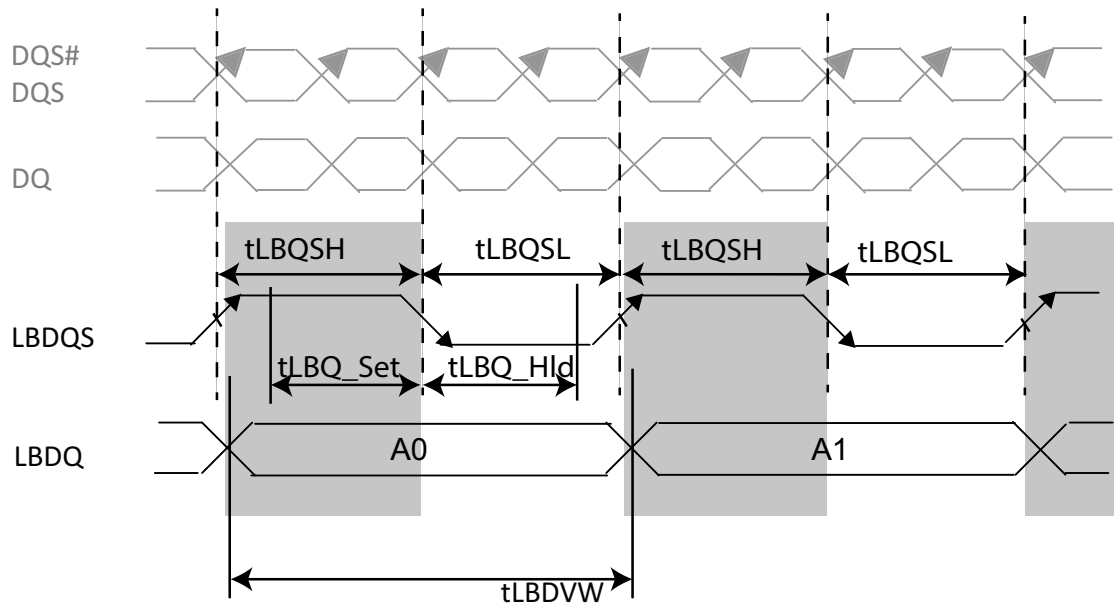 DQS#
DQS
DQ
tLBQSH
tLBQSL
tLBQSH
tLBQSL
LBDQS
tLBQ_Set
tLBQ_Hld
LBDQ
A0
A1
tLBDVW